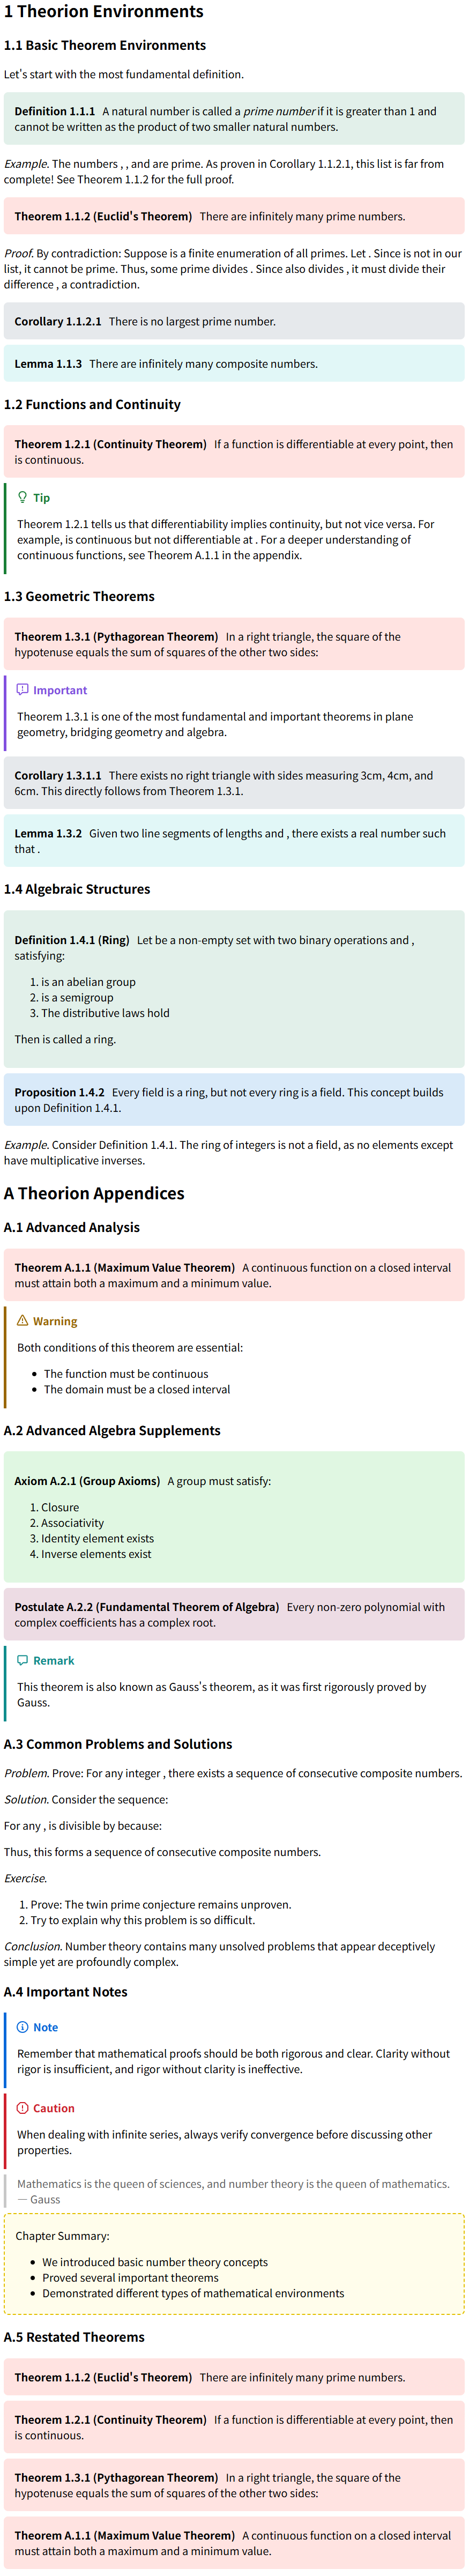 1 Theorion Environments
1.1 Basic Theorem Environments
Let's start with the most fundamental definition.
Definition 1.1.1 A natural number is called a prime number if it is greater than 1 and
cannot be written as the product of two smaller natural numbers.
Example. The numbers , , and are prime. As proven in Corollary 1.1.2.1, this list is far from
complete! See Theorem 1.1.2 for the full proof.
Theorem 1.1.2 (Euclid's Theorem) There are infinitely many prime numbers.
Proof. By contradiction: Suppose is a finite enumeration of all primes. Let . Since is not in our
list, it cannot be prime. Thus, some prime divides . Since also divides , it must divide their
difference , a contradiction.
Corollary 1.1.2.1 There is no largest prime number.
Lemma 1.1.3 There are infinitely many composite numbers.
1.2 Functions and Continuity
Theorem 1.2.1 (Continuity Theorem) If a function is differentiable at every point, then
is continuous.
Tip
Theorem 1.2.1 tells us that differentiability implies continuity, but not vice versa. For
example, is continuous but not differentiable at . For a deeper understanding of
continuous functions, see Theorem A.1.1 in the appendix.
1.3 Geometric Theorems
Theorem 1.3.1 (Pythagorean Theorem) In a right triangle, the square of the
hypotenuse equals the sum of squares of the other two sides:
Important
Theorem 1.3.1 is one of the most fundamental and important theorems in plane
geometry, bridging geometry and algebra.
Corollary 1.3.1.1 There exists no right triangle with sides measuring 3cm, 4cm, and
6cm. This directly follows from Theorem 1.3.1.
Lemma 1.3.2 Given two line segments of lengths and , there exists a real number such
that .
1.4 Algebraic Structures
Definition 1.4.1 (Ring) Let be a non-empty set with two binary operations and ,
satisfying:
1. is an abelian group
2. is a semigroup
3. The distributive laws hold
Then is called a ring.
Proposition 1.4.2 Every field is a ring, but not every ring is a field. This concept builds
upon Definition 1.4.1.
Example. Consider Definition 1.4.1. The ring of integers is not a field, as no elements except
have multiplicative inverses.
A Theorion Appendices
A.1 Advanced Analysis
Theorem A.1.1 (Maximum Value Theorem) A continuous function on a closed interval
must attain both a maximum and a minimum value.
Warning
Both conditions of this theorem are essential:
• The function must be continuous
• The domain must be a closed interval
A.2 Advanced Algebra Supplements
Axiom A.2.1 (Group Axioms) A group must satisfy:
1. Closure
2. Associativity
3. Identity element exists
4. Inverse elements exist
Postulate A.2.2 (Fundamental Theorem of Algebra) Every non-zero polynomial with
complex coefficients has a complex root.
Remark
This theorem is also known as Gauss's theorem, as it was first rigorously proved by
Gauss.
A.3 Common Problems and Solutions
Problem. Prove: For any integer , there exists a sequence of consecutive composite numbers.
Solution. Consider the sequence:
For any , is divisible by because:
Thus, this forms a sequence of consecutive composite numbers.
Exercise.
1. Prove: The twin prime conjecture remains unproven.
2. Try to explain why this problem is so difficult.
Conclusion. Number theory contains many unsolved problems that appear deceptively
simple yet are profoundly complex.
A.4 Important Notes
Note
Remember that mathematical proofs should be both rigorous and clear. Clarity without
rigor is insufficient, and rigor without clarity is ineffective.
Caution
When dealing with infinite series, always verify convergence before discussing other
properties.
Mathematics is the queen of sciences, and number theory is the queen of mathematics.
— Gauss
Chapter Summary:
• We introduced basic number theory concepts
• Proved several important theorems
• Demonstrated different types of mathematical environments
A.5 Restated Theorems
Theorem 1.1.2 (Euclid's Theorem) There are infinitely many prime numbers.
Theorem 1.2.1 (Continuity Theorem) If a function is differentiable at every point, then
is continuous.
Theorem 1.3.1 (Pythagorean Theorem) In a right triangle, the square of the
hypotenuse equals the sum of squares of the other two sides:
Theorem A.1.1 (Maximum Value Theorem) A continuous function on a closed interval
must attain both a maximum and a minimum value.